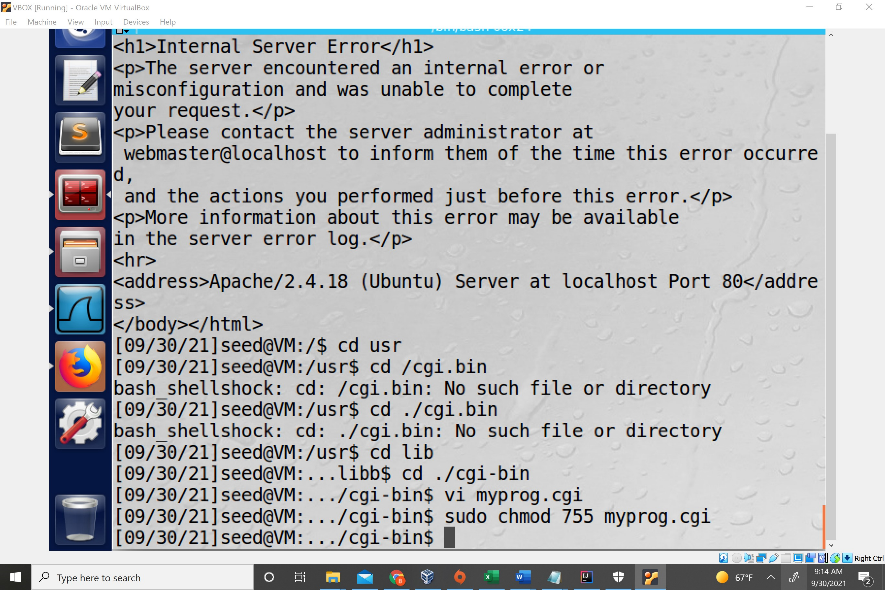 VBOX [Running] - Oracle VM VirtualBox
File Machine View Input Devices Help
<h1>Internal Server Error</h1>
<p>The server encountered an internal error or
misconfiguration and was unable to complete
your request.</p>
<p>Please contact the server administrator at
 webmaster@localhost to inform them of the time this error occurre
d,
 and the actions you performed just before this error.</p>
<p>More information about this error may be available
in the server error log.</p>
<hr>
<address>Apache/2.4.18 (Ubuntu) Server at localhost Port 80</addre
ss>
</body></html>
[09/30/21]seed@VM:/$ cd usr
[09/30/21]seed@VM:/usr$ cd /cgi.bin
bash_shellshock: cd: /cgi.bin: No such file or directory
[09/30/21]seed@VM:/usr$ cd ./cgi.bin
bash_shellshock: cd: ./cgi.bin: No such file or directory
[09/30/21]seed@VM:/usr$ cd lib
[09/30/21]seed@VM:...libb$ cd ./cgi-bin
[09/30/21]seed@VM:.../cgi-bin$ vi myprog.cgi
[09/30/21]seed@VM:.../cgi-bin$ sudo chmod 755 myprog.cgi
[09/30/21]seed@VM:.../cgi-bin$
Right Ctrl
Type here to search
67°F
9:14 AM
9/30/2021
2